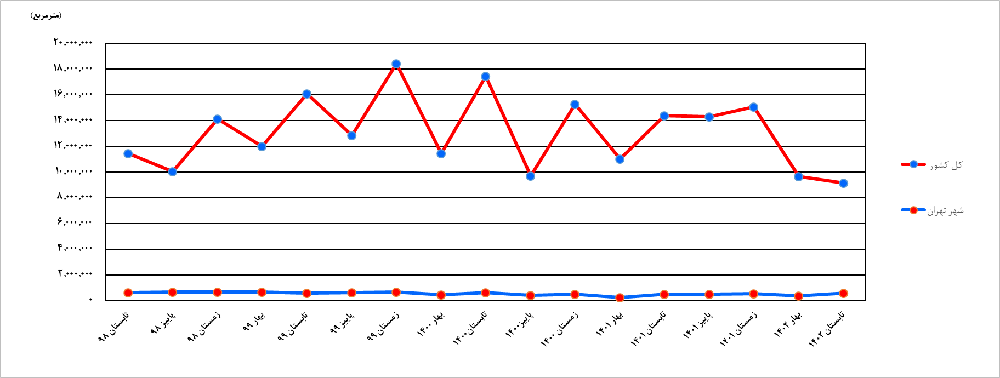 (مترمربع)
۲۰,۰۰۰,۰۰۰
۱۸,۰۰۰,۰۰۰
۱۶,۰۰۰,۰۰۰
۱۴,۰۰۰,۰۰۰
۱۲,۰۰۰,۰۰۰
۱۰,۰۰۰,۰۰۰
۸,۰۰۰,۰۰۰
۶,۰۰۰,۰۰۰
۴,۰۰۰,۰۰۰
۲,۰۰۰,۰۰۰
۰
تابستان ۹۸
پاییز ۹۸
زمستان ۹۸
بهار ۹۹
تابستان ۹۹
پاییز ۹۹
زمستان ۹۹
بهار ۱۴۰۰
تابستان۱۴۰۰
پاییز۱۴۰۰
زمستان ۱۴۰۰
بهار ۱۴۰۱
تابستان ۱۴۰۱
پاییز ۱۴۰۱
زمستان ۱۴۰۱
بهار ۱۴۰۲
تابستان ۱۴۰۲
کل کشور
شهر تهران